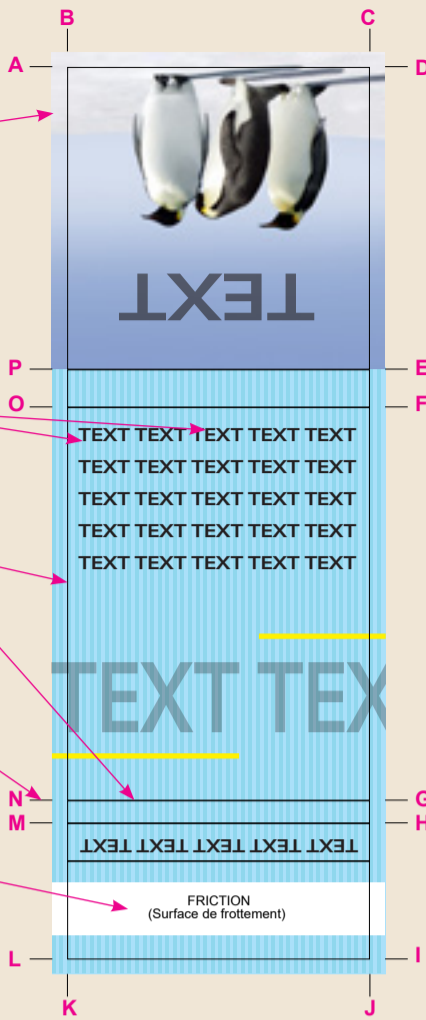 B C
A D
TEXT
P E
O F
TEXT TEXT TEXT TEXT TEXT
TEXT TEXT TEXT TEXT TEXT
TEXT TEXT TEXT TEXT TEXT
TEXT TEXT TEXT TEXT TEXT
TEXT TEXT TEXT TEXT TEXT
TEXT TEX
N G
M H
TEXT TEXT TEXT TEXT TEXT
FRICTION
(Surface de frottement)
L I
K J